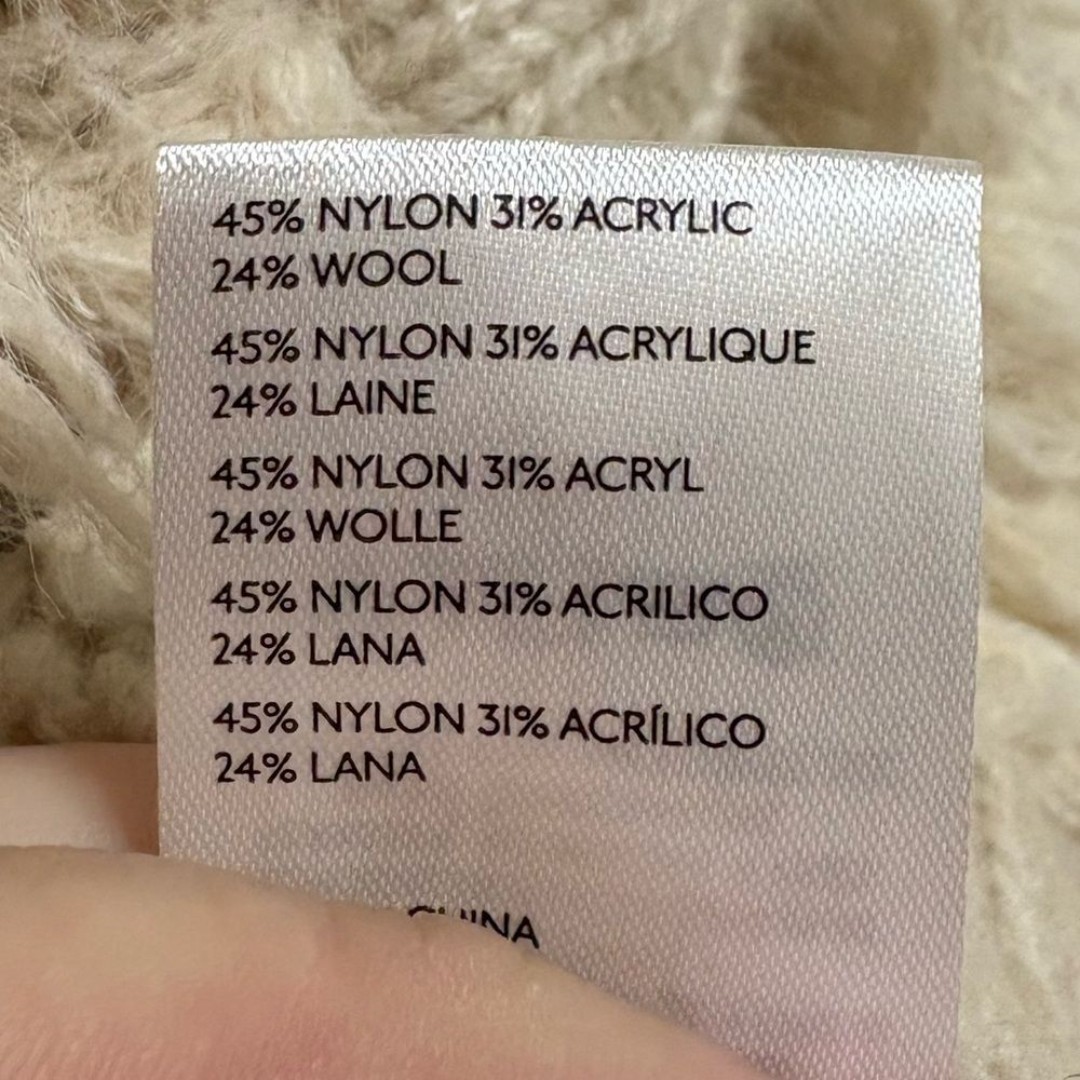 45% NYLON 31% ACRYLIC
24% WOOL
45% NYLON 31% ACRYLIQUE
24% LAINE
45% NYLON 31% ACRYL
24% WOLLE
45% NYLON 31% ACRILICO
24% LANA
45% NYLON 31% ACRÍLICO
24% LANA
CHINA